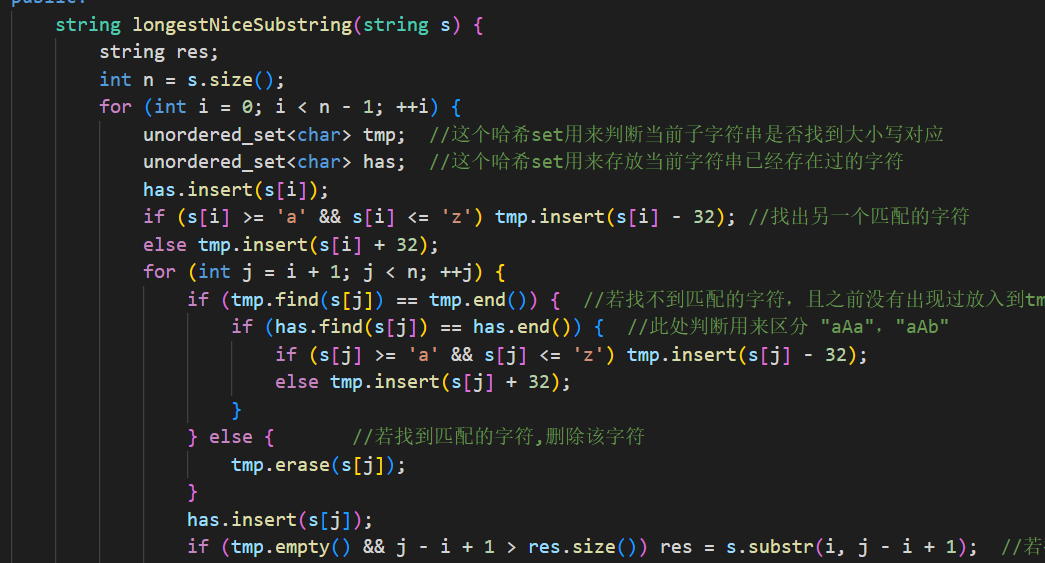 public:
string longestNiceSubstring(string s) {
string res;
int n = s.size();
for (int i = 0; i < n - 1; ++i) {
unordered_set<char> tmp;  //这个哈希set用来判断当前子字符串是否找到大小写对应
unordered_set<char> has;  //这个哈希set用来存放当前字符串已经存在过的字符
has.insert(s[i]);
if (s[i] >= 'a' && s[i] <= 'z') tmp.insert(s[i] - 32); //找出另一个匹配的字符
else tmp.insert(s[i] + 32);
for (int j = i + 1; j < n; ++j) {
if (tmp.find(s[j]) == tmp.end()) {  //若找不到匹配的字符，且之前没有出现过放入到tm
if (has.find(s[j]) == has.end()) {  //此处判断用来区分 "aAa"，"aAb"
if (s[j] >= 'a' && s[j] <= 'z') tmp.insert(s[j] - 32);
else tmp.insert(s[j] + 32);
}
} else {       //若找到匹配的字符,删除该字符
tmp.erase(s[j]);
}
has.insert(s[j]);
if (tmp.empty() && j - i + 1 > res.size()) res = s.substr(i, j - i + 1);  //若